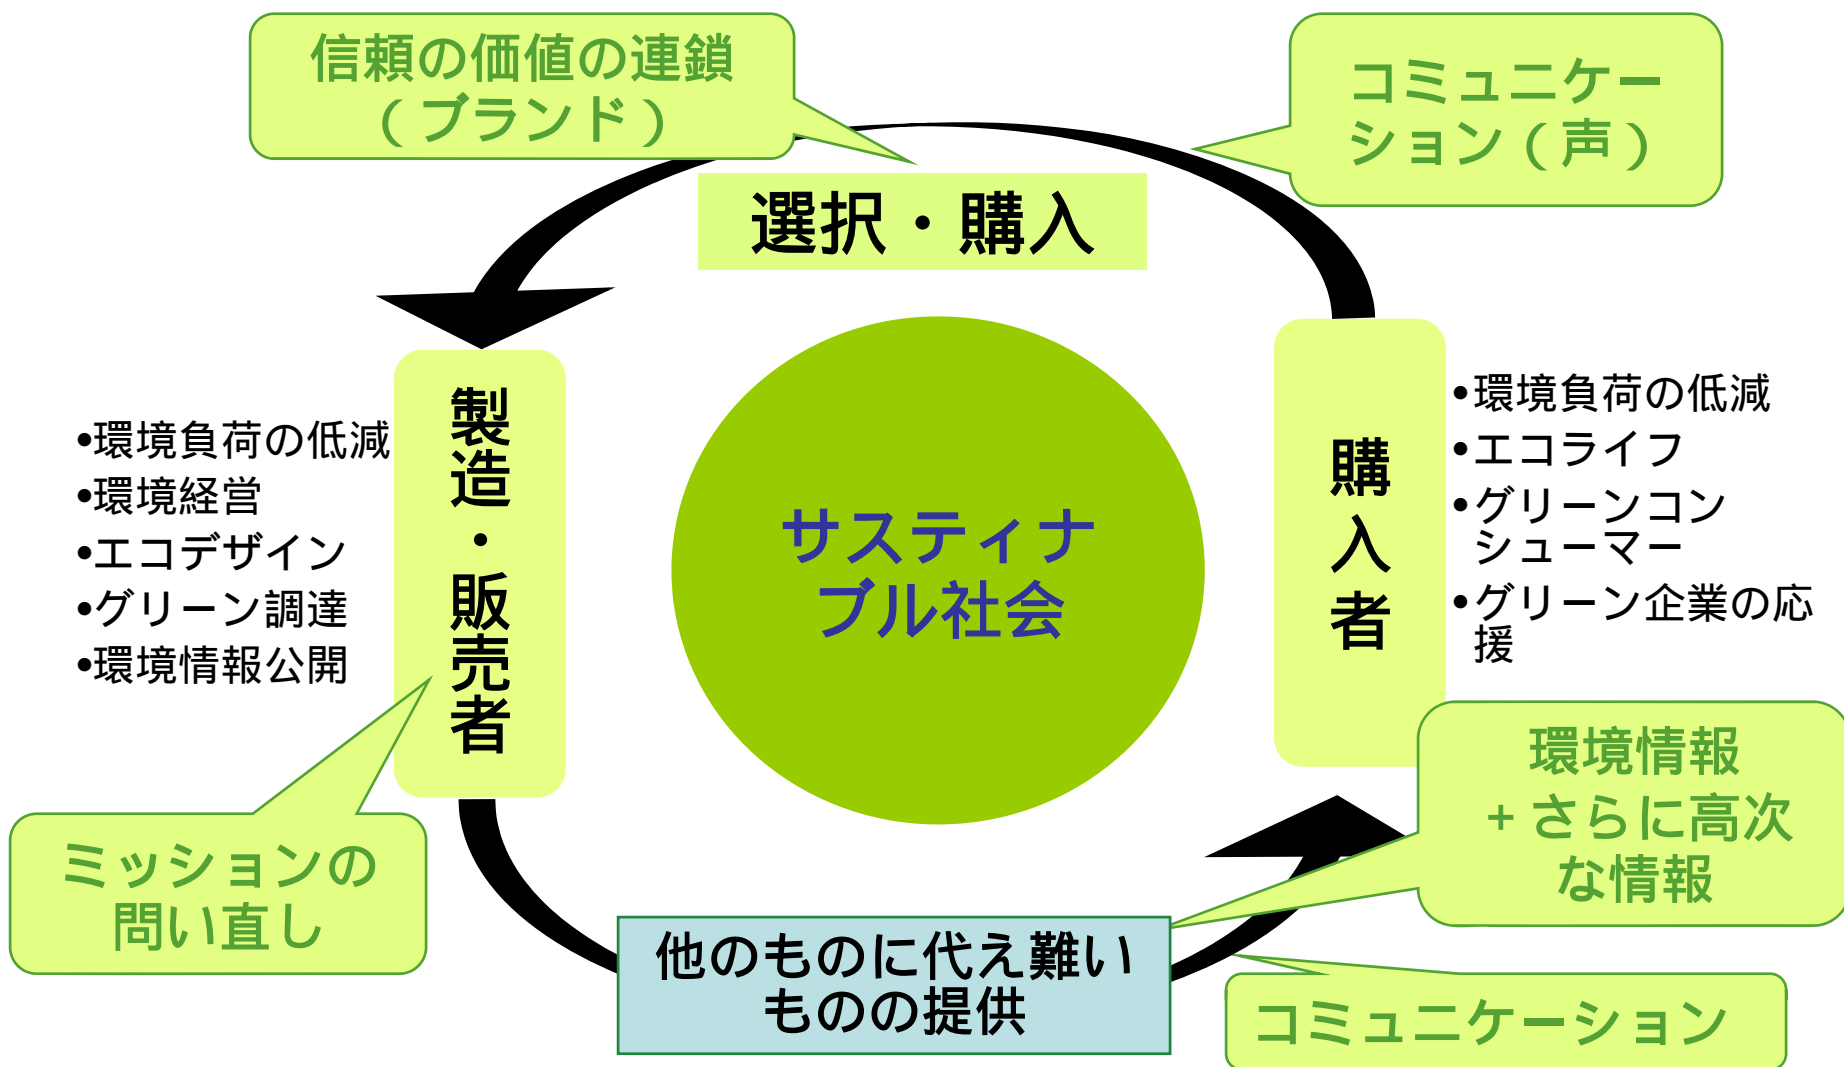 信頼の価値の連鎖
（ブランド）
コミュニケー
ション（声）
選択・購入
製造・販売者
•環境負荷の低減
•環境経営
•エコデザイン
•グリーン調達
•環境情報公開
サスティナ
ブル社会
購入者
•環境負荷の低減
•エコライフ
•グリーンコン
シューマー
•グリーン企業の応
援
ミッションの
問い直し
環境情報
+さらに高次
な情報
他のものに代え難い
ものの提供
コミュニケーション